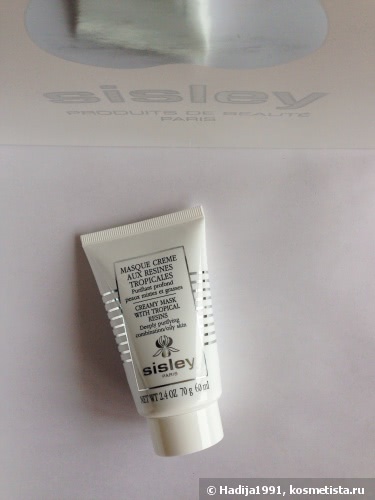 sisley
PRODUITS DE BEAUTÉ
PARIS
MASQUE CREME
AUX RESINES
TROPICALES
Purifiant profond
peaux mixtes et grasses
CREAMY MASK
WITH TROPICAL
RESINS
Deeply purifying
combination/oily skin
sisley
PARIS
NET WT 2.4 OZ 70 g 60 ml
© Hadija1991, kosmetista.ru